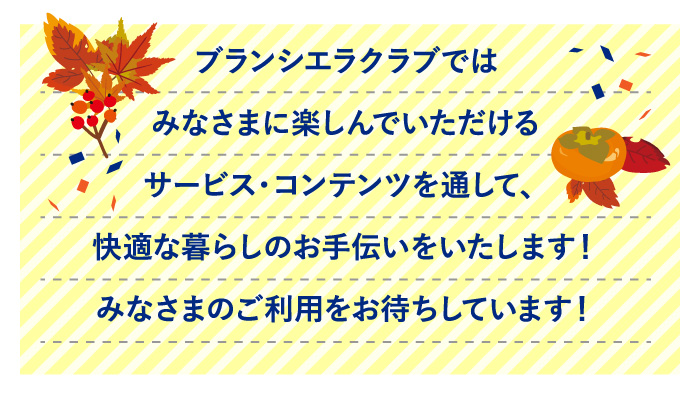 ブランシエラクラブでは
みなさまに楽しんでいただける
サービス・コンテンツを通して、
快適な暮らしのお手伝いをいたします！
みなさまのご利用をお待ちしています！